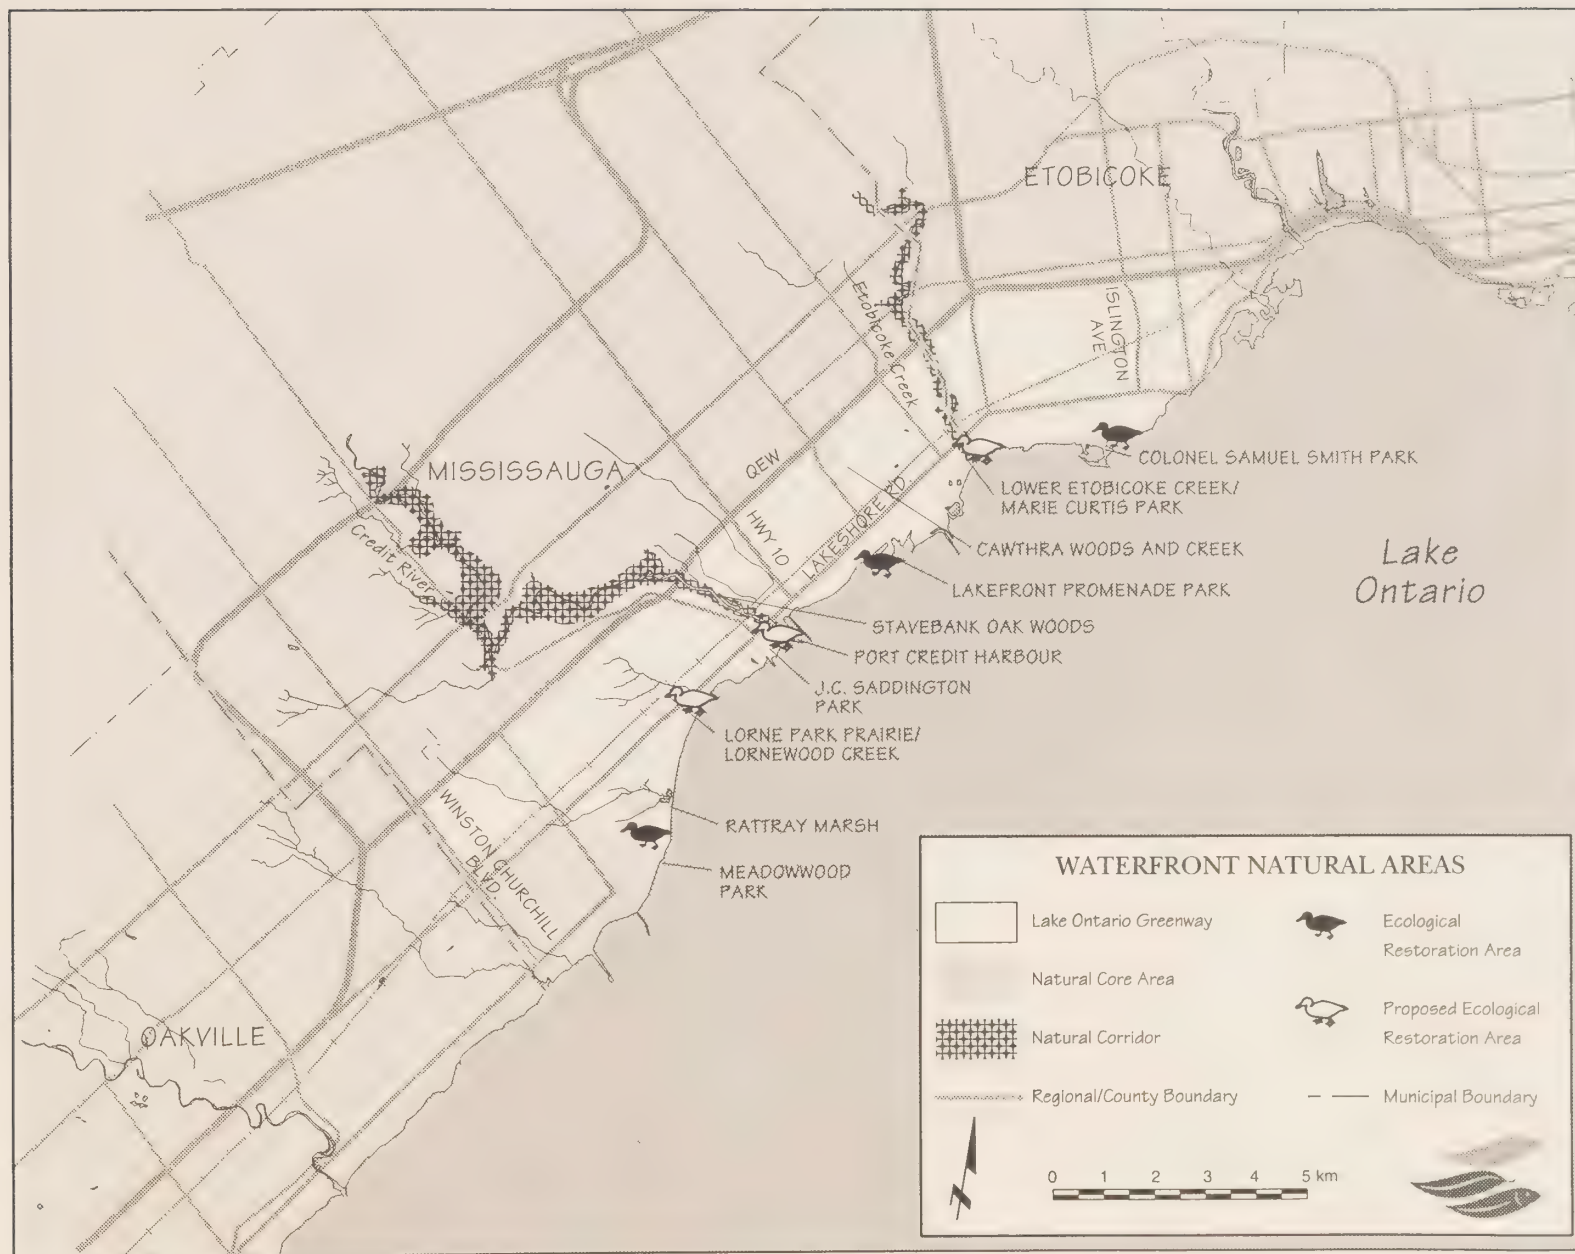 ETOBICOKE
ISLINGTON
AVE
Etobicoke Creek
MISSISSAUGA
QEW
HWY 10
LAKESHORE RD.
Credit River
COLONEL SAMUEL SMITH PARK
LOWER ETOBICOKE CREEK/
MARIE CURTIS PARK
CAWTHRA WOODS AND CREEK
LAKEFRONT PROMENADE PARK
Lake
Ontario
STAVEBANK OAK WOODS
PORT CREDIT HARBOUR
J.C. SADDINGTON
PARK
LORNE PARK PRAIRIE/
LORNEWOOD CREEK
WINSTON CHURCHILL
BLVD.
RATTRAY MARSH
MEADOWWOOD
PARK
OAKVILLE
WATERFRONT NATURAL AREAS
Lake Ontario Greenway
Natural Core Area
Natural Corridor
Regional/County Boundary
Ecological
Restoration Area
Proposed Ecological
Restoration Area
Municipal Boundary
0 1 2 3 4 5 km